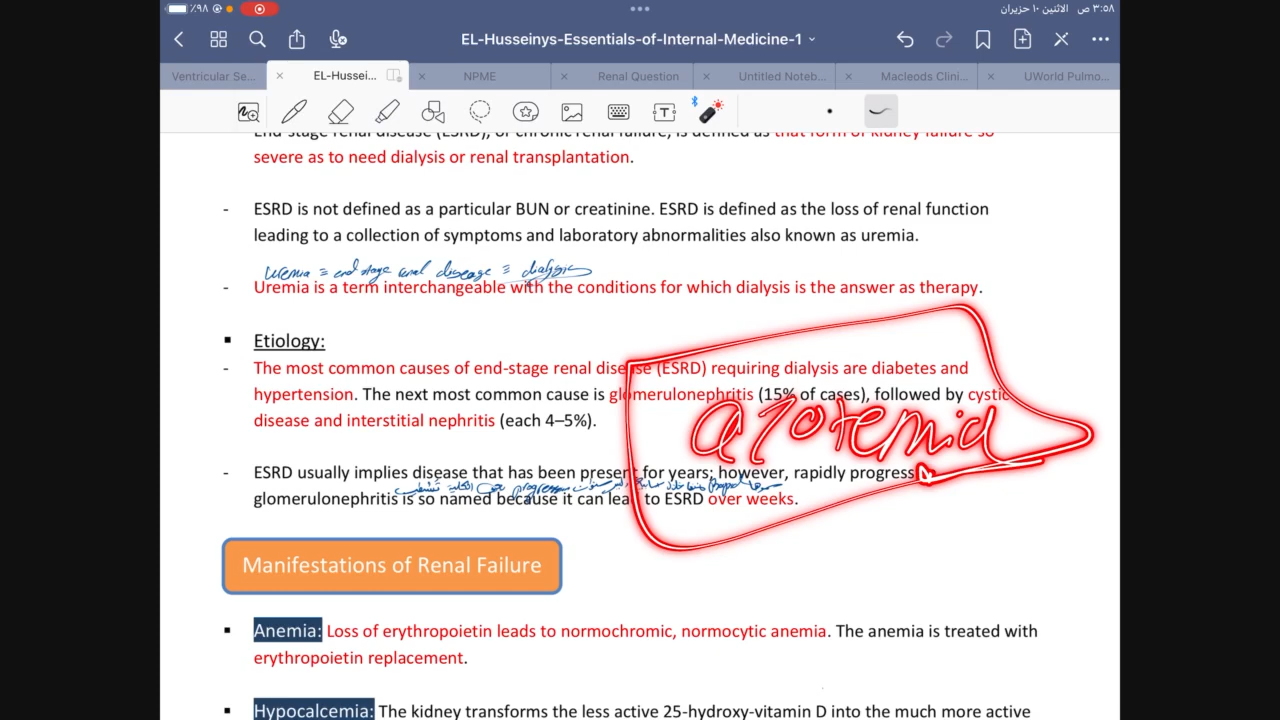 ٪٩٨
الاثنين ١٠ حزيران ٣:٥٨ ص
EL-Husseinys-Essentials-of-Internal-Medicine-1
Ventricular Se...
EL-Hussei...
NPME
Renal Question
Untitled Noteb...
Macleods Clini...
UWorld Pulmo...
End-stage renal disease (ESRD), or chronic renal failure, is defined as that form of kidney failure so
severe as to need dialysis or renal transplantation.
- ESRD is not defined as a particular BUN or creatinine. ESRD is defined as the loss of renal function
leading to a collection of symptoms and laboratory abnormalities also known as uremia.
uremia = end stage renal disease = dialysis
- Uremia is a term interchangeable with the conditions for which dialysis is the answer as therapy.
Etiology:
- The most common causes of end-stage renal disease (ESRD) requiring dialysis are diabetes and
hypertension. The next most common cause is glomerulonephritis (15% of cases), followed by cystic
disease and interstitial nephritis (each 4–5%).
azotemia
- ESRD usually implies disease that has been present for years; however, rapidly progress
glomerulonephritis is so named because it can lead to ESRD over weeks.
Manifestations of Renal Failure
Anemia: Loss of erythropoietin leads to normochromic, normocytic anemia. The anemia is treated with
erythropoietin replacement.
Hypocalcemia: The kidney transforms the less active 25-hydroxy-vitamin D into the much more active